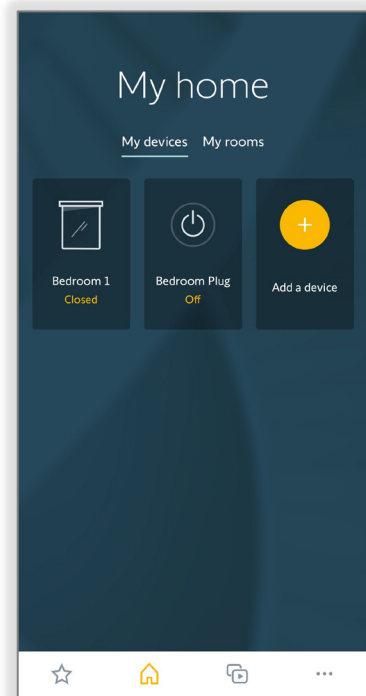 My home
My devices My rooms
Bedroom 1
Closed
Bedroom Plug
Off
Add a device